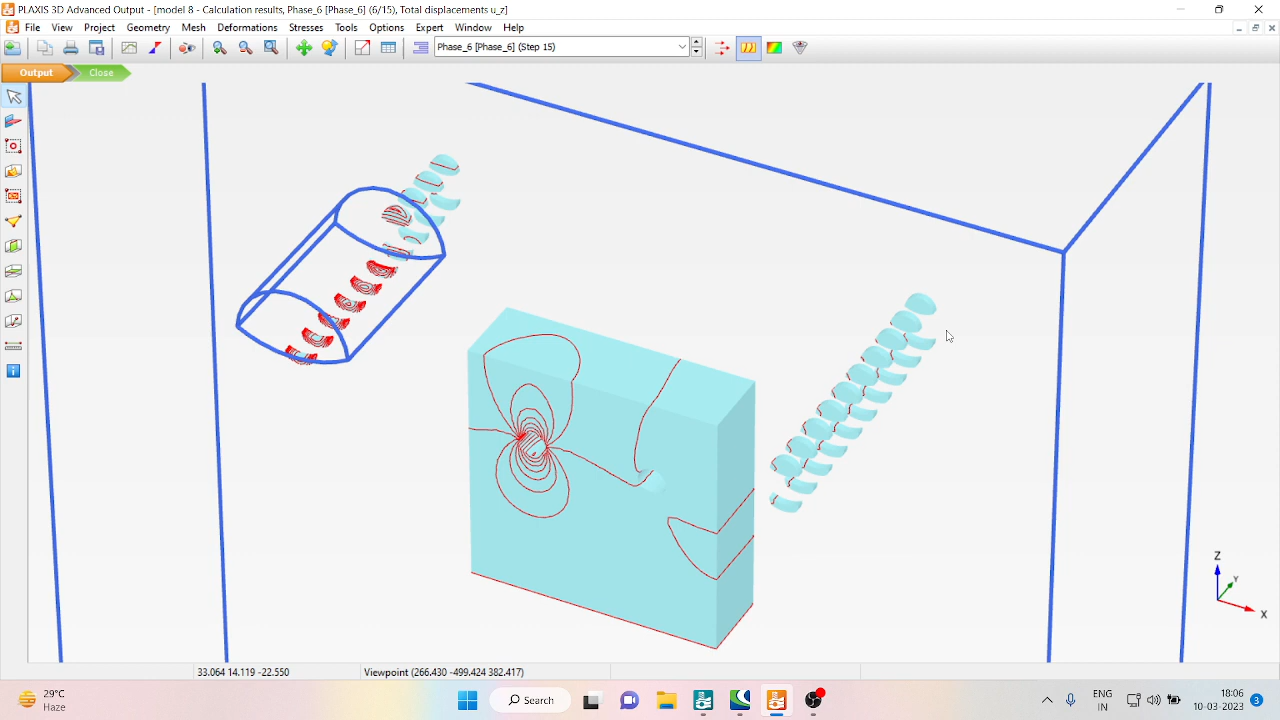 PLAXIS 3D Advanced Output - [model 8 - Calculation results, Phase_6 [Phase_6] (6/15), Total displacements u_z]
File View Project Geometry Mesh Deformations Stresses Tools Options Expert Window Help
Phase_6 [Phase_6] (Step 15)
Output Close
Z
Y
X
33.064 14.119 -22.550 Viewpoint (266.430 -499.424 382.417)
29°C
Haze
Search
ENG
IN
18:06
10-03-2023
3